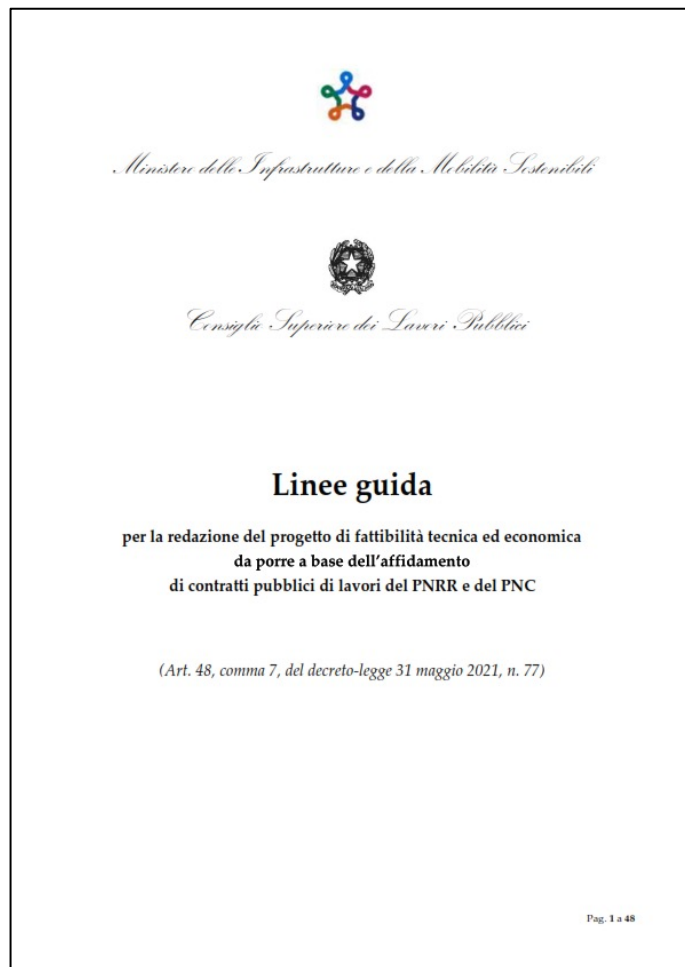 Ministero delle Infrastrutture e della Mobilità Sostenibili
Consiglio Superiore dei Lavori Pubblici
Linee guida
per la redazione del progetto di fattibilità tecnica ed economica
da porre a base dell'affidamento
di contratti pubblici di lavori del PNRR e del PNC
(Art. 48, comma 7, del decreto-legge 31 maggio 2021, n. 77)
Pag. 1 a 48